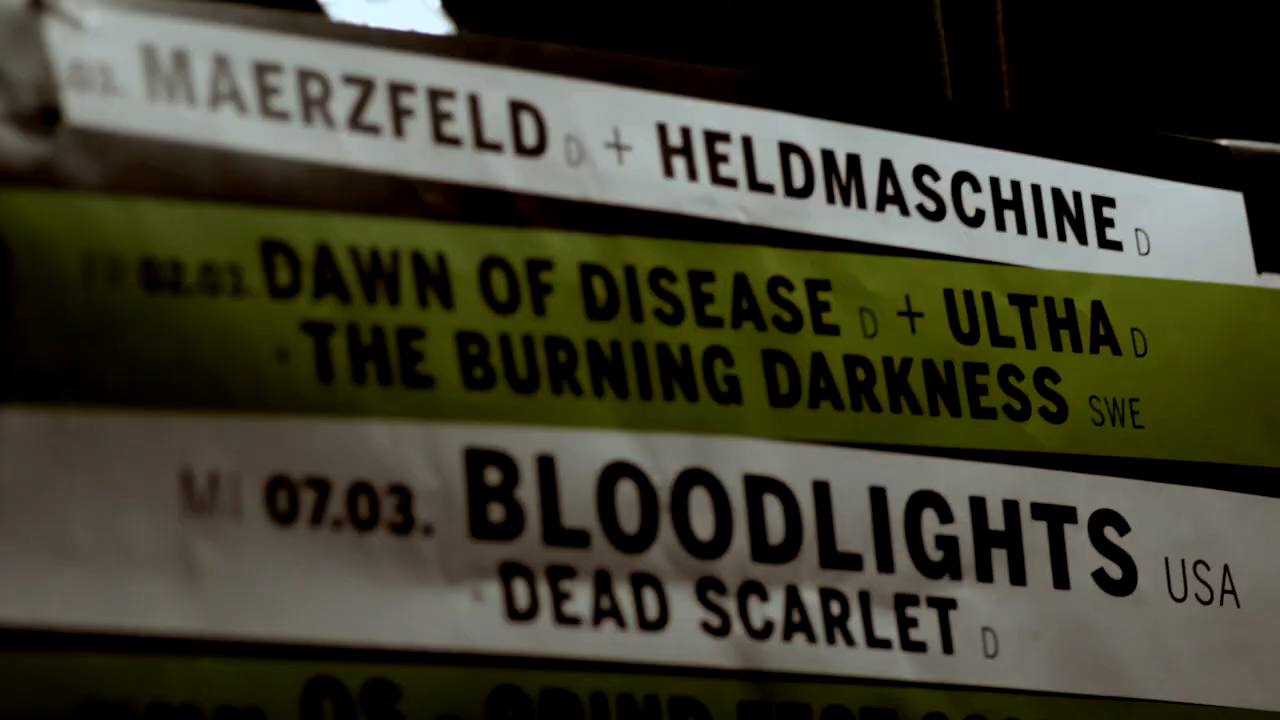 03. MAERZFELD D + HELDMASCHINE D
02.03. DAWN OF DISEASE D + ULTHA D
THE BURNING DARKNESS SWE
MI 07.03. BLOODLIGHTS USA
DEAD SCARLET D